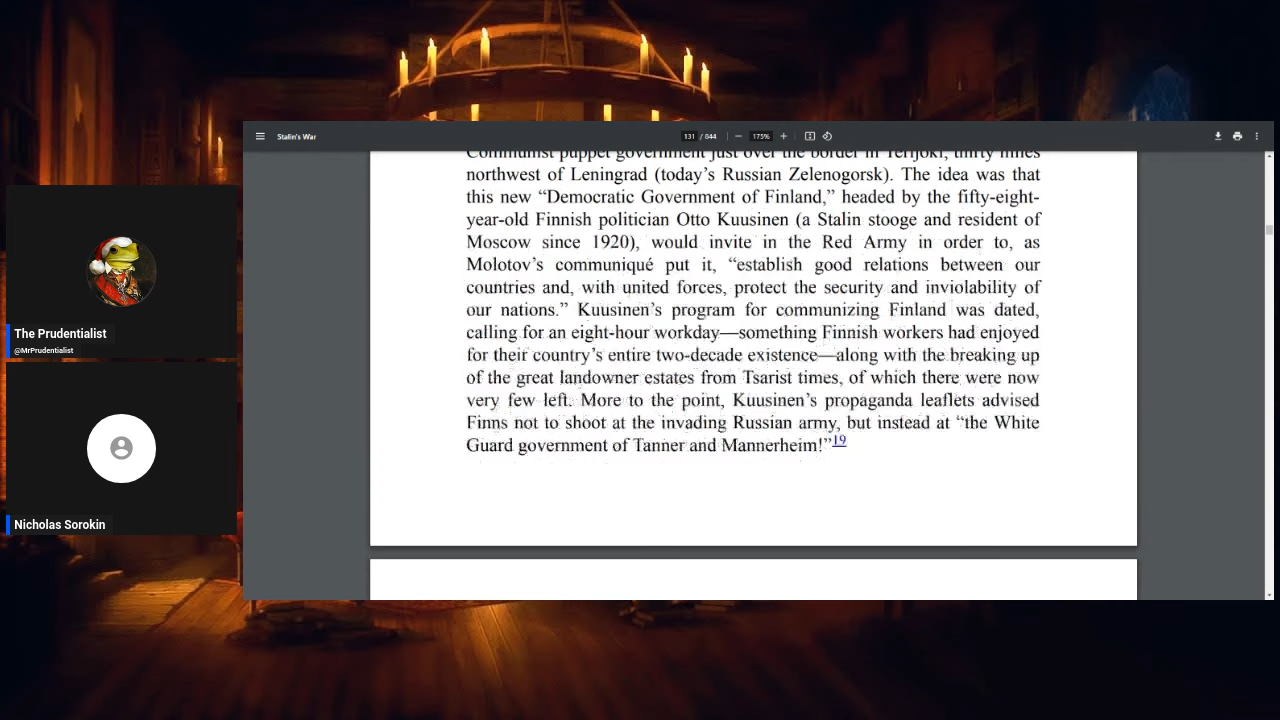 Stalin's War
131 / 844
175%
Communist puppet government just over the border in Terijoki, thirty miles
northwest of Leningrad (today's Russian Zelenogorsk). The idea was that
this new “Democratic Government of Finland,” headed by the fifty-eight-
year-old Finnish politician Otto Kuusinen (a Stalin stooge and resident of
Moscow since 1920), would invite in the Red Army in order to, as
Molotov’s communiqué put it, “establish good relations between our
countries and, with united forces, protect the security and inviolability of
our nations.” Kuusinen’s program for communizing Finland was dated,
calling for an eight-hour workday—something Finnish workers had enjoyed
for their country’s entire two-decade existence—along with the breaking up
of the great landowner estates from Tsarist times, of which there were now
very few left. More to the point, Kuusinen’s propaganda leaflets advised
Finns not to shoot at the invading Russian army, but instead at “the White
Guard government of Tanner and Mannerheim!”19
The Prudentialist
@MrPrudentialist
Nicholas Sorokin